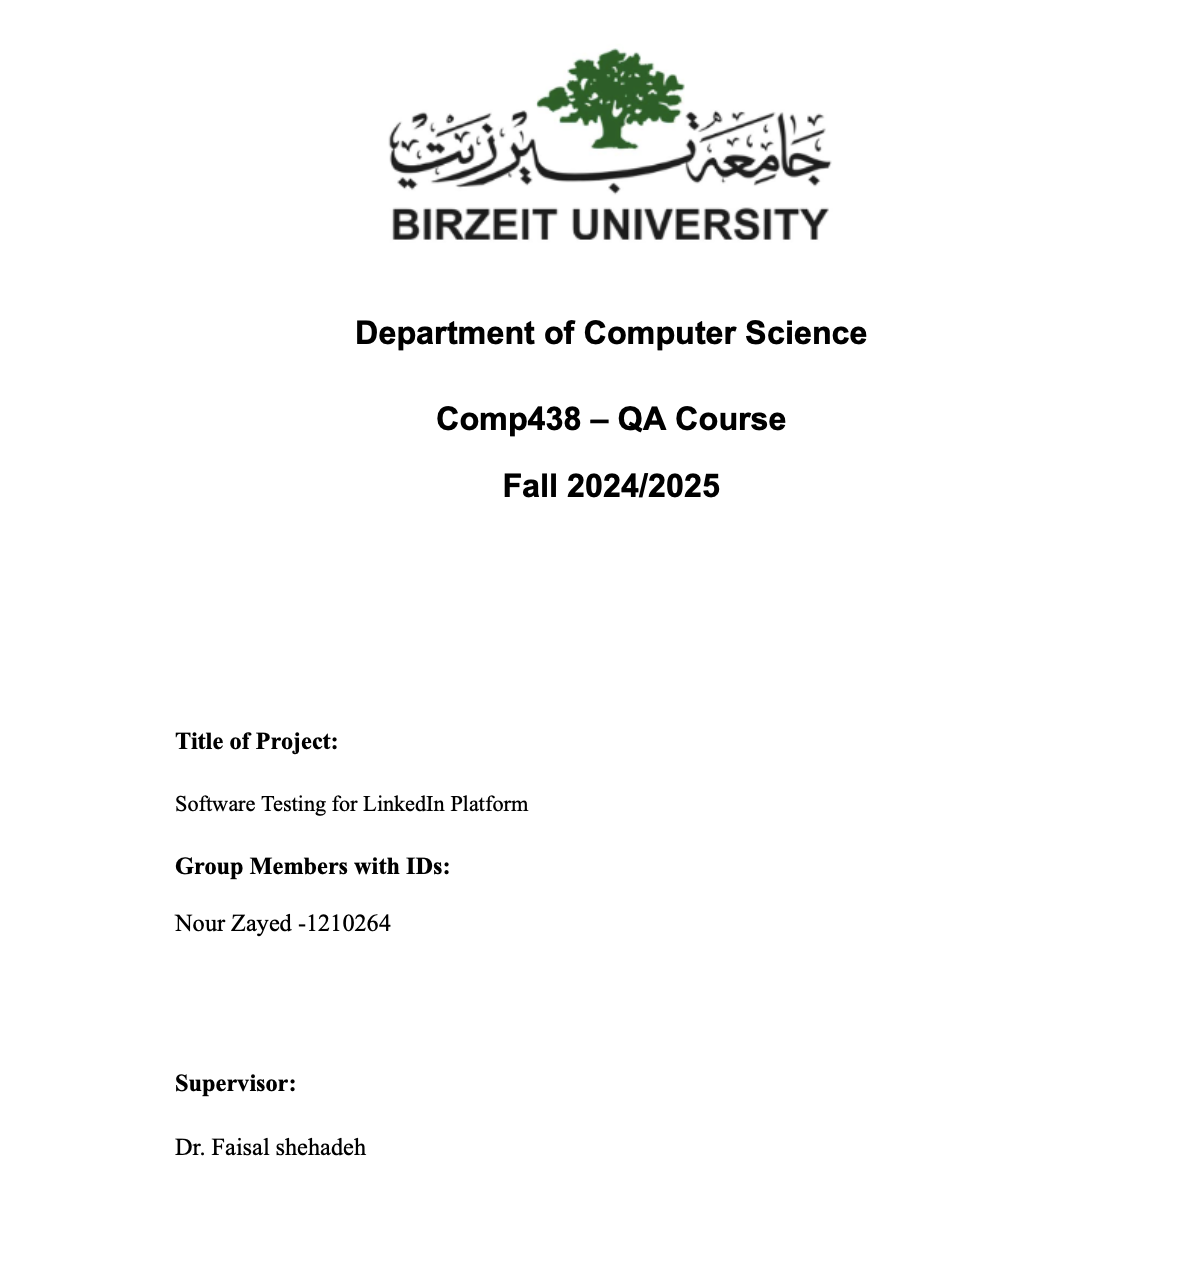 جَامِعَة بيرزيت
BIRZEIT UNIVERSITY
Department of Computer Science
Comp438 – QA Course
Fall 2024/2025
Title of Project:
Software Testing for LinkedIn Platform
Group Members with IDs:
Nour Zayed -1210264
Supervisor:
Dr. Faisal shehadeh